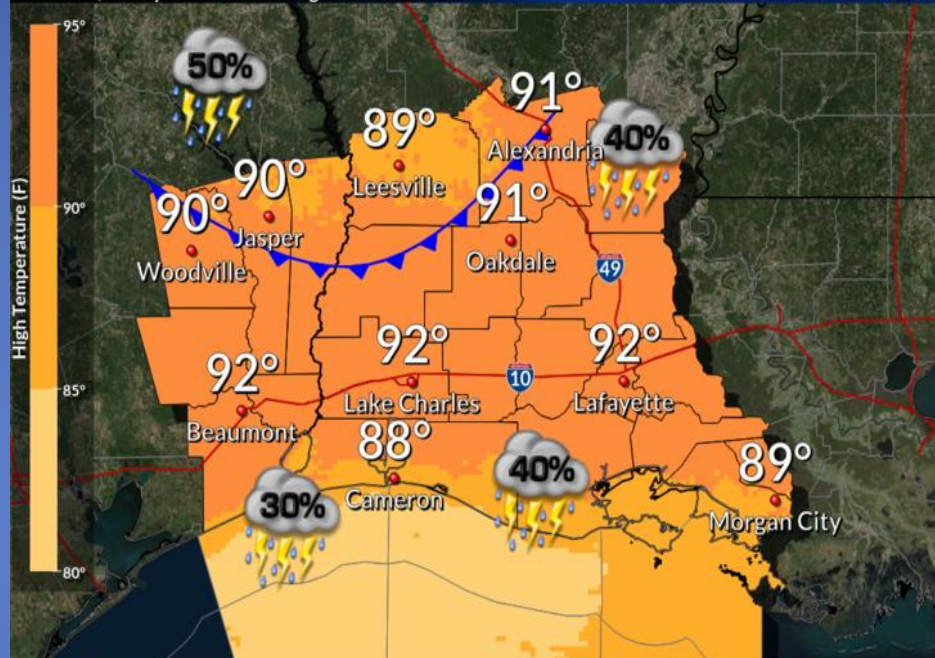 95°
90°
85°
80°
High Temperature (F)
50%
91°
Alexandria
40%
89°
Leesville
90°
Jasper
90°
Woodville
91°
Oakdale
49
92°
Beaumont
92°
Lake Charles
10
92°
Lafayette
88°
Cameron
30%
40%
89°
Morgan City